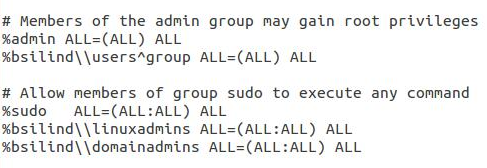 # Members of the admin group may gain root privileges
%admin ALL=(ALL) ALL
%bsilind\\users^group ALL=(ALL) ALL

# Allow members of group sudo to execute any command
%sudo   ALL=(ALL:ALL) ALL
%bsilind\\linuxadmins ALL=(ALL:ALL) ALL
%bsilind\\domainadmins ALL=(ALL:ALL) ALL